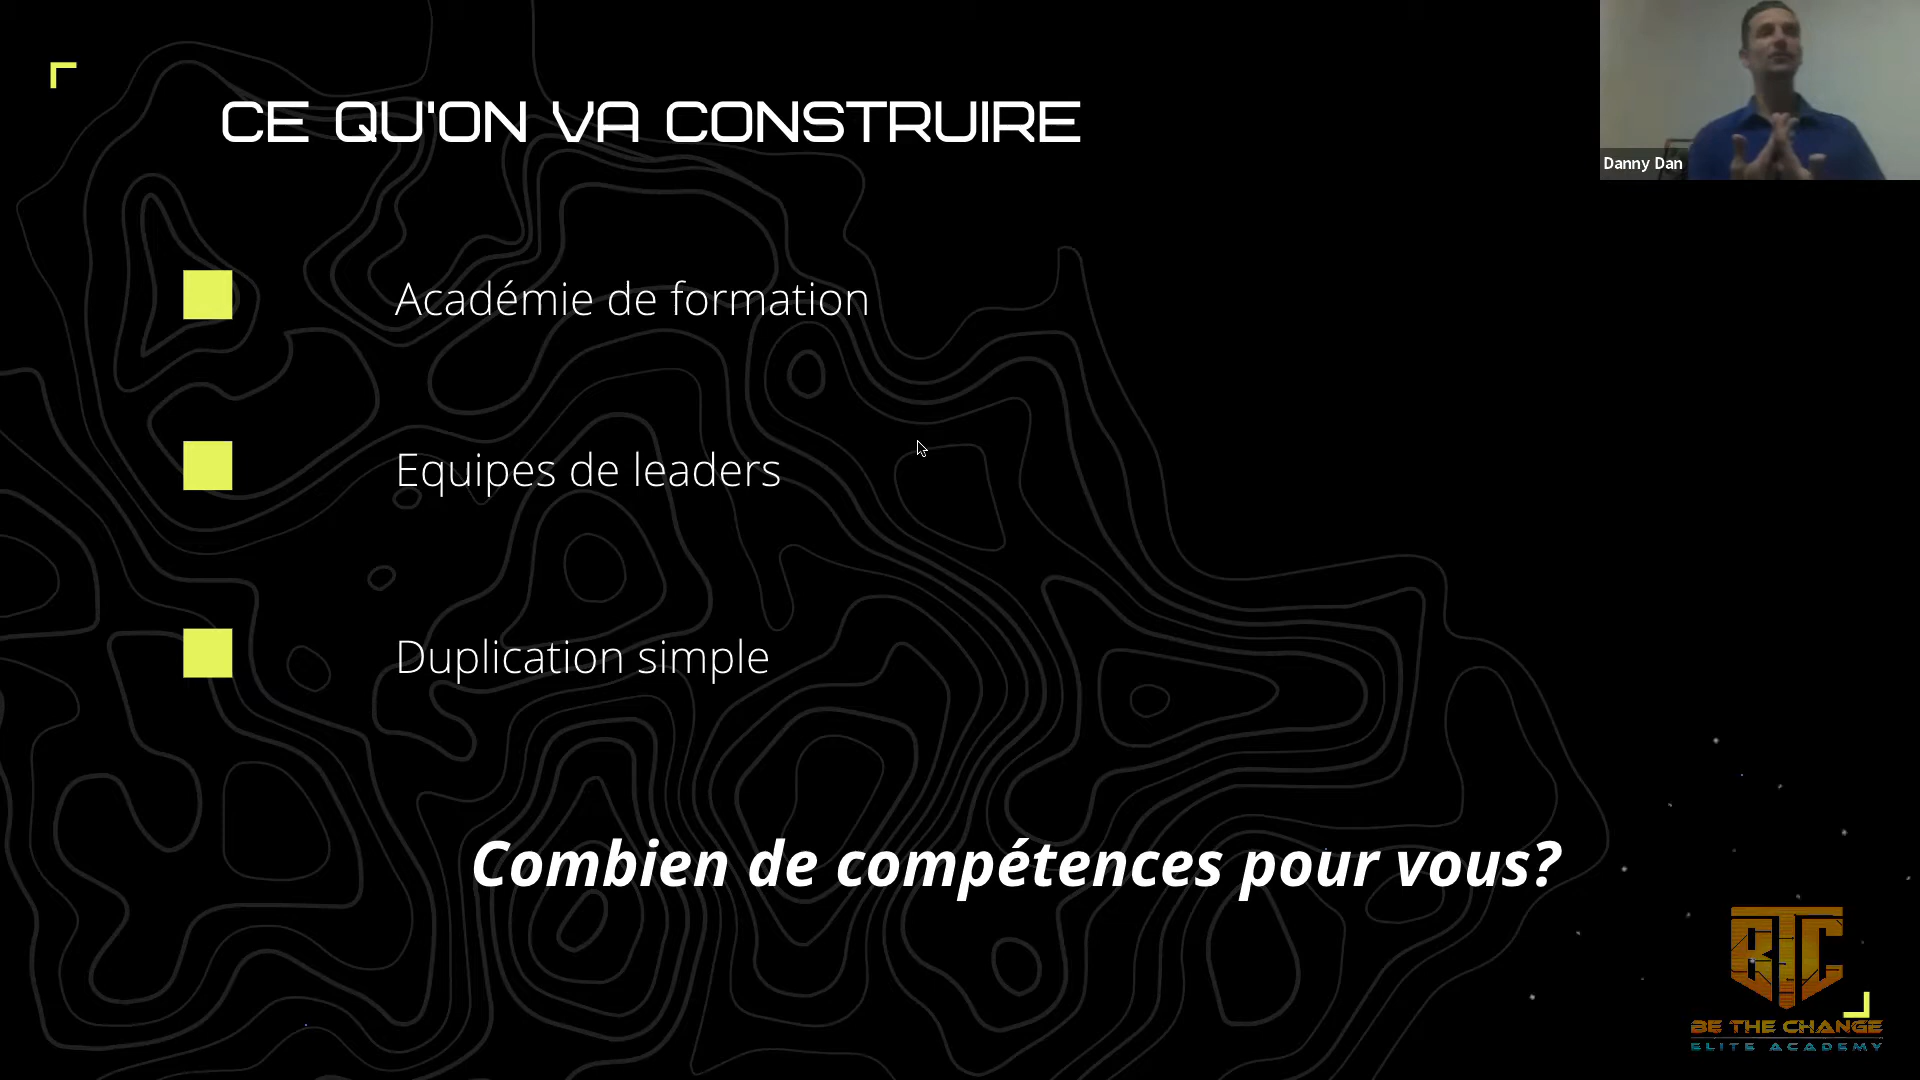 CE QU'ON VA CONSTRUIRE
Danny Dan
Académie de formation
Equipes de leaders
Duplication simple
Combien de compétences pour vous?
BTC
BE THE CHANGE
ELITE ACADEMY